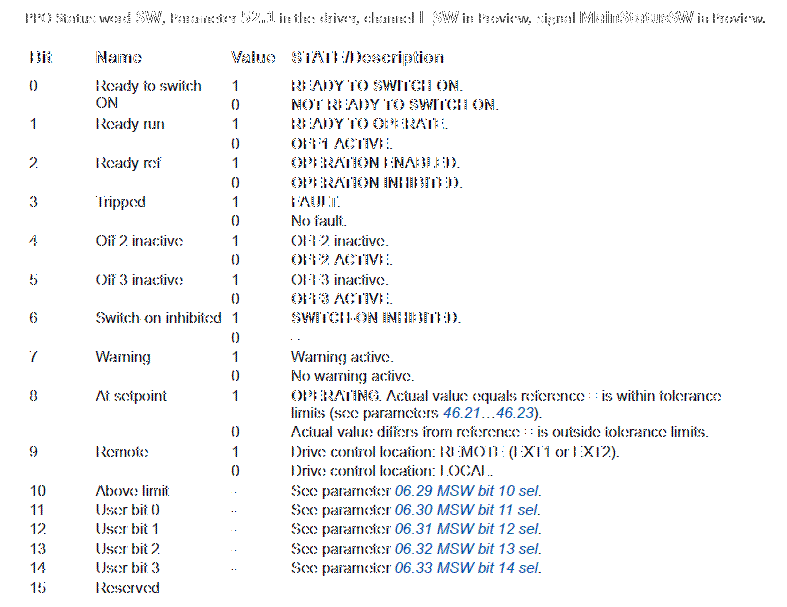 PPO Status word SW, Parameter 52.1 in the driver, channel T_SW in Proview, signal MainStatusSW in Proview.
Bit Name Value STATE/Description
0 Ready to switch 1 READY TO SWITCH ON.
ON 0 NOT READY TO SWITCH ON.
1 Ready run 1 READY TO OPERATE.
0 OFF1 ACTIVE.
2 Ready ref 1 OPERATION ENABLED.
0 OPERATION INHIBITED.
3 Tripped 1 FAULT.
0 No fault.
4 Off 2 inactive 1 OFF2 inactive.
0 OFF2 ACTIVE.
5 Off 3 inactive 1 OFF3 inactive.
0 OFF3 ACTIVE.
6 Switch-on inhibited 1 SWITCH-ON INHIBITED.
0 –
7 Warning 1 Warning active.
0 No warning active.
8 At setpoint 1 OPERATING. Actual value equals reference = is within tolerance
limits (see parameters 46.21…46.23).
0 Actual value differs from reference = is outside tolerance limits.
9 Remote 1 Drive control location: REMOTE (EXT1 or EXT2).
0 Drive control location: LOCAL.
10 Above limit - See parameter 06.29 MSW bit 10 sel.
11 User bit 0 - See parameter 06.30 MSW bit 11 sel.
12 User bit 1 - See parameter 06.31 MSW bit 12 sel.
13 User bit 2 - See parameter 06.32 MSW bit 13 sel.
14 User bit 3 - See parameter 06.33 MSW bit 14 sel.
15 Reserved